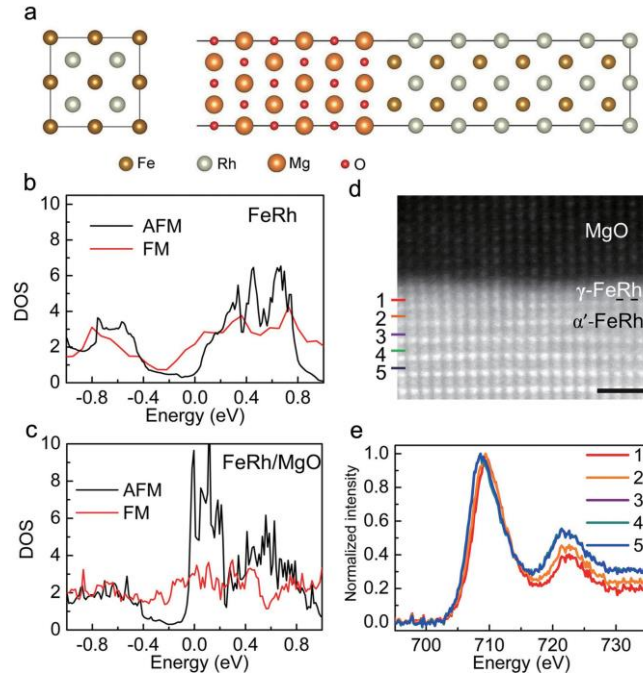 a
Fe Rh Mg O
b
FeRh
AFM
FM
DOS
10
8
6
4
2
0
-0.8 -0.4 0.0 0.4 0.8
Energy (eV)
c
FeRh/MgO
AFM
FM
DOS
10
8
6
4
2
0
-0.8 -0.4 0.0 0.4 0.8
Energy (eV)
d
MgO
γ-FeRh
α′-FeRh
1
2
3
4
5
e
1
2
3
4
5
Normalized intensity
1.0
0.8
0.6
0.4
0.2
0.0
700 710 720 730
Energy (eV)